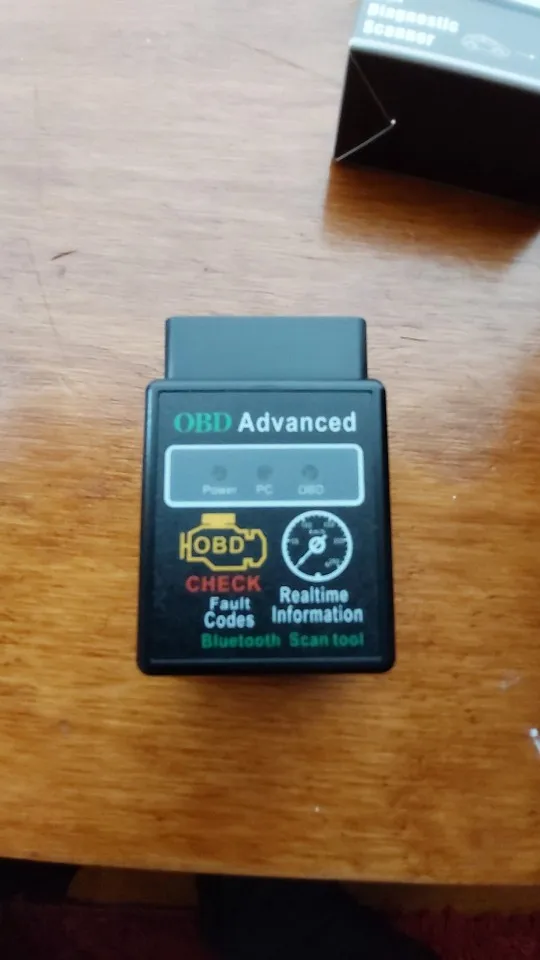 Diagnostic
Scanner
OBD Advanced
Power PC OBD
OBD
CHECK
Fault
Codes
Realtime
Information
Bluetooth Scan tool